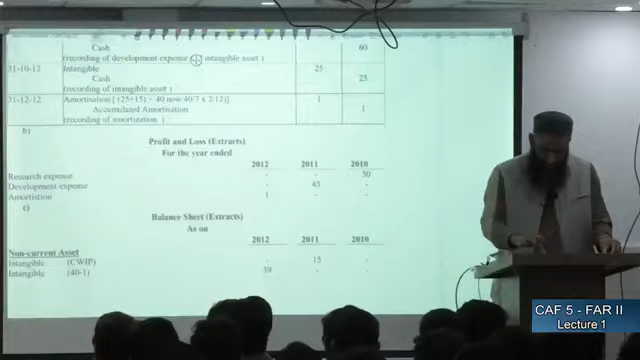 Cash 60
(recording of development expense intangible asset )
31-10-12 Intangible 25
Cash 25
(recording of intangible asset )
31-12-12 Amortisation [ (25+15) = 40 now 40/7 x 2/12)] 1
Accumulated Amortisation 1
(recording of amortization )
b)
Profit and Loss (Extracts)
For the year ended
2012 2011 2010
Research expense - - 50
Development expense - 45 -
Amortistion 1 - -
c)
Balance Sheet (Extracts)
As on
2012 2011 2010
Non-current Asset
Intangible (CWIP) - 15 -
Intangible (40-1) 39 - -
CAF 5 - FAR II
Lecture 1